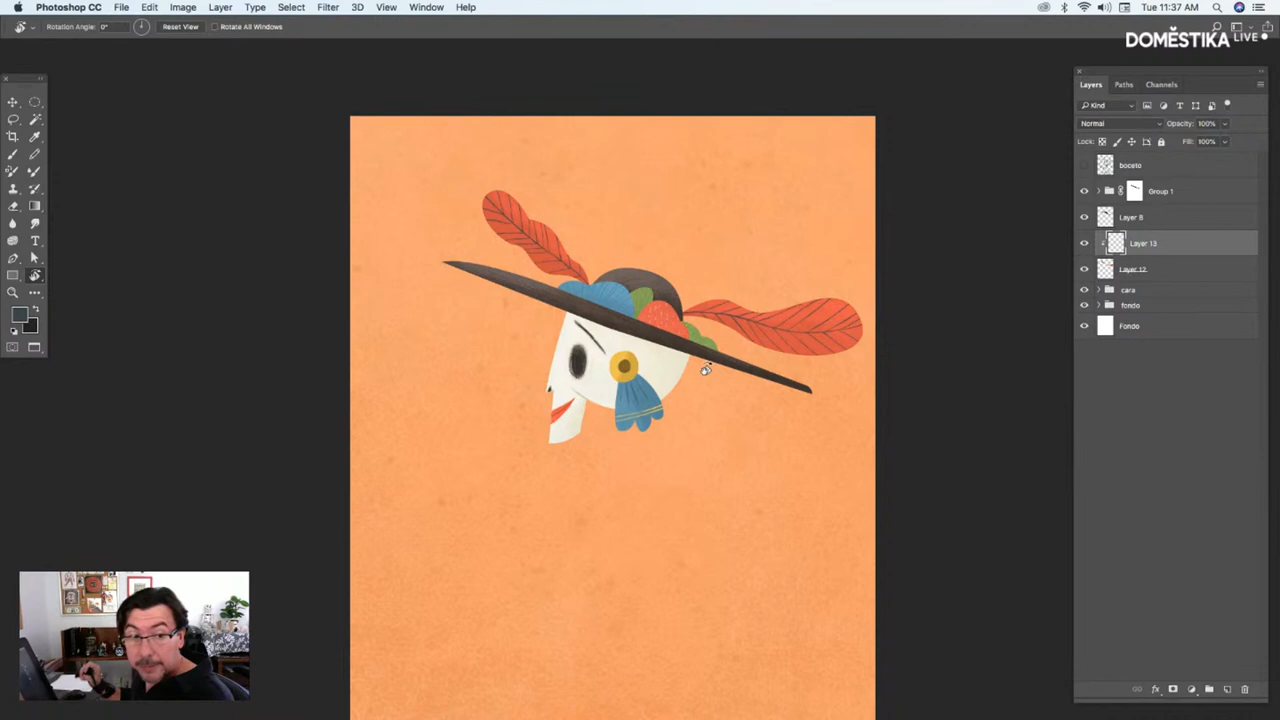 Photoshop CC File Edit Image Layer Type Select Filter 3D View Window Help Tue 11:37 AM
Rotation Angle: 0° Reset View Rotate All Windows
DOMESTIKA LIVE
Layers Paths Channels
Kind
Normal Opacity: 100%
Lock: Fill: 100%
boceto
Group 1
Layer 8
Layer 13
Layer 12
cara
fondo
Fondo
T
fx